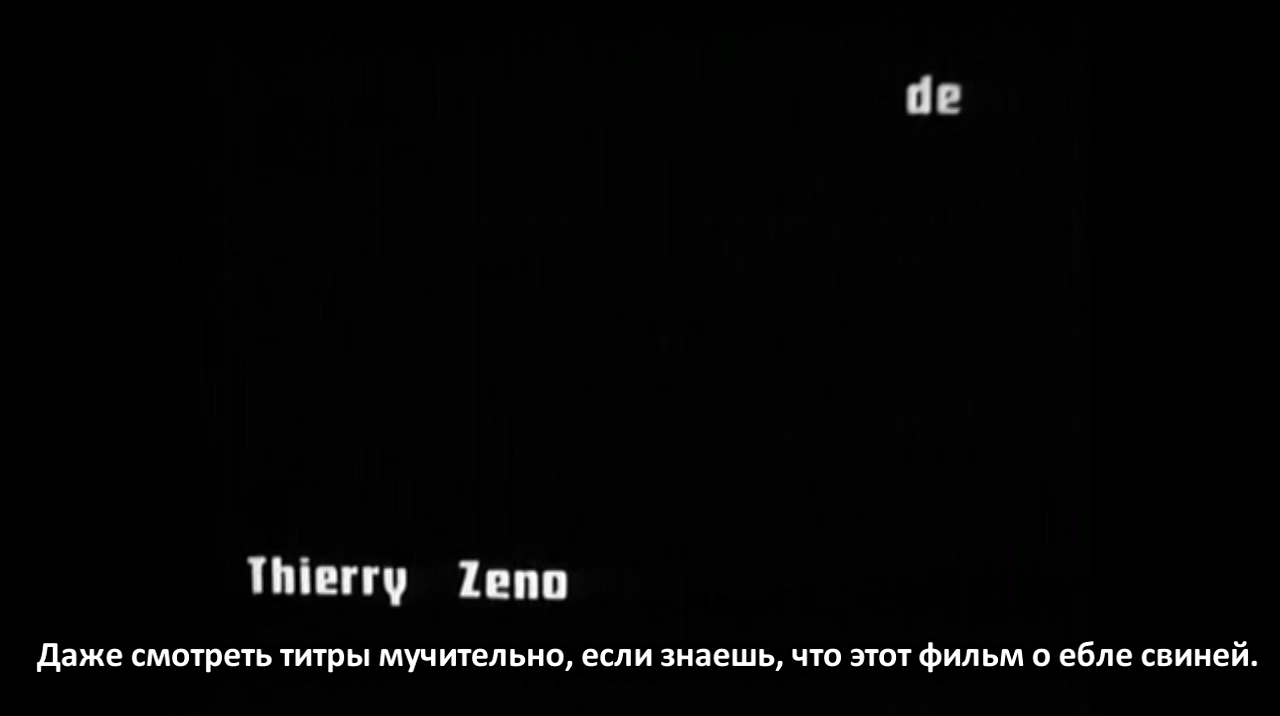 de
Thierry Zeno
Даже смотреть титры мучительно, если знаешь, что этот фильм о ебле свиней.